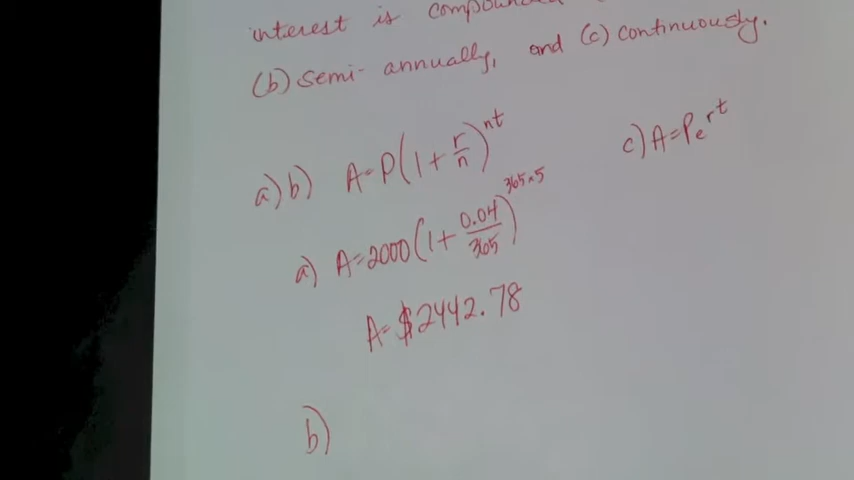 interest is compounded
(b) semi-annually, and (c) continuously.
a) b) A=P(1+r/n)^nt
c) A=Pe^rt
a) A=2000(1+0.04/365)^365×5
A=$2442.78
b)